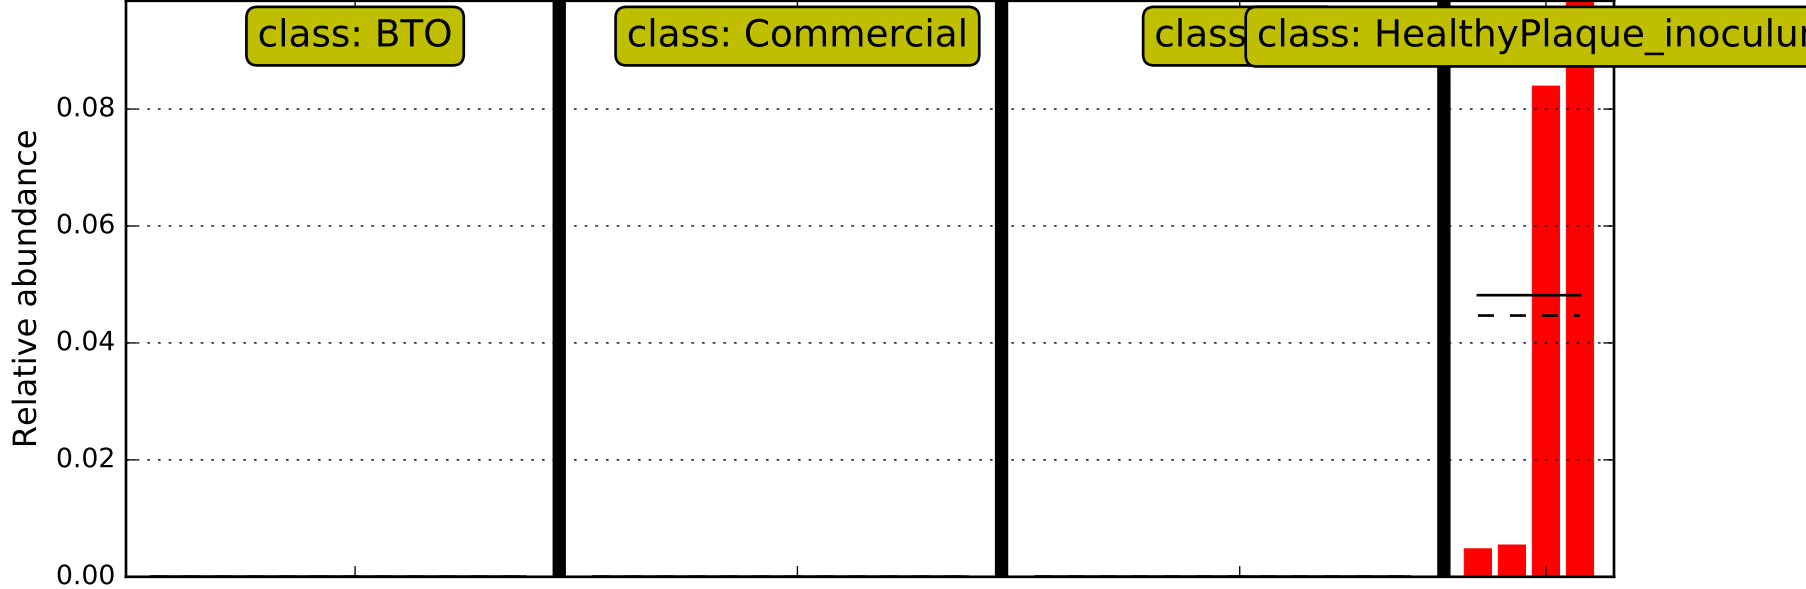 class: BTO
class: Commercial
class
class: HealthyPlaque_inoculu
Relative abundance
0.08
0.06
0.04
0.02
0.00